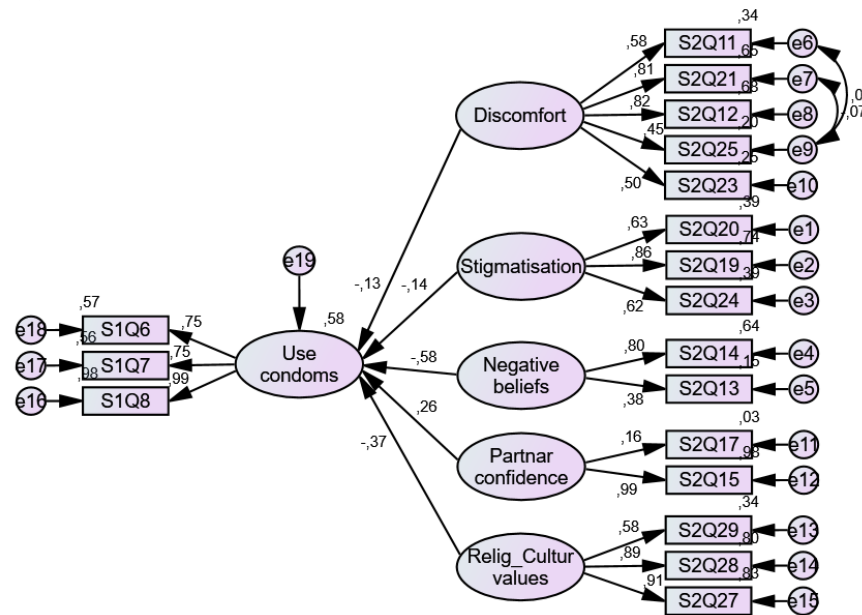 ,34
,58
S2Q11
e6
,65
,81
S2Q21
e7
,68
,82
S2Q12
e8
,20
-,07
Discomfort
,45
S2Q25
e9
,25
,50
S2Q23
e10
,39
,63
S2Q20
e1
,74
Stigmatisation
,86
S2Q19
e2
,39
,62
S2Q24
e3
e19
-,13
-,14
,58
,57
e18
S1Q6
,75
,56
e17
S1Q7
,75
,98
e16
S1Q8
,99
Use
condoms
-,58
,64
Negative
beliefs
,80
S2Q14
e4
,15
,38
S2Q13
e5
,26
,03
Partnar
confidence
,16
S2Q17
e11
,98
,99
S2Q15
e12
-,37
,34
,58
S2Q29
e13
,80
Relig_Cultur
values
,89
S2Q28
e14
,83
,91
S2Q27
e15